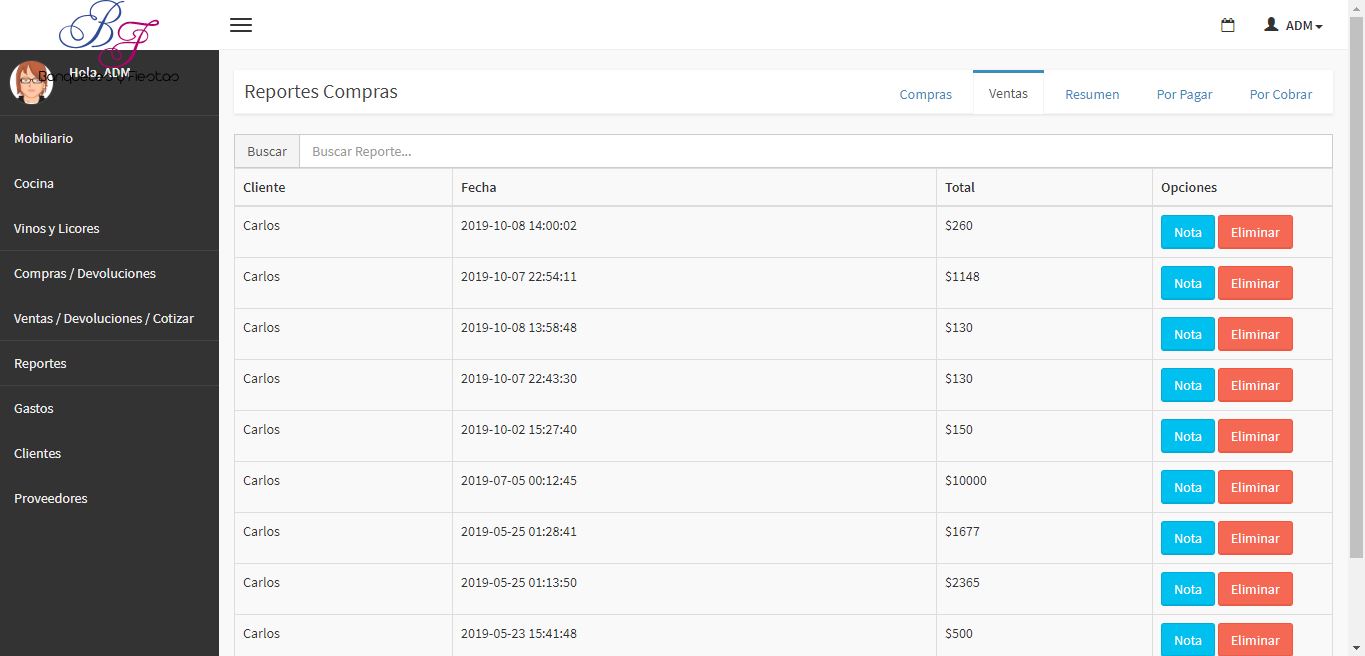 BF
Banquetes y Fiestas
ADM
Hola, ADM
Mobiliario
Cocina
Vinos y Licores
Compras / Devoluciones
Ventas / Devoluciones / Cotizar
Reportes
Gastos
Clientes
Proveedores
Reportes Compras
Compras Ventas Resumen Por Pagar Por Cobrar
Buscar Buscar Reporte...
Cliente Fecha Total Opciones
Carlos 2019-10-08 14:00:02 $260 Nota Eliminar
Carlos 2019-10-07 22:54:11 $1148 Nota Eliminar
Carlos 2019-10-08 13:58:48 $130 Nota Eliminar
Carlos 2019-10-07 22:43:30 $130 Nota Eliminar
Carlos 2019-10-02 15:27:40 $150 Nota Eliminar
Carlos 2019-07-05 00:12:45 $10000 Nota Eliminar
Carlos 2019-05-25 01:28:41 $1677 Nota Eliminar
Carlos 2019-05-25 01:13:50 $2365 Nota Eliminar
Carlos 2019-05-23 15:41:48 $500 Nota Eliminar